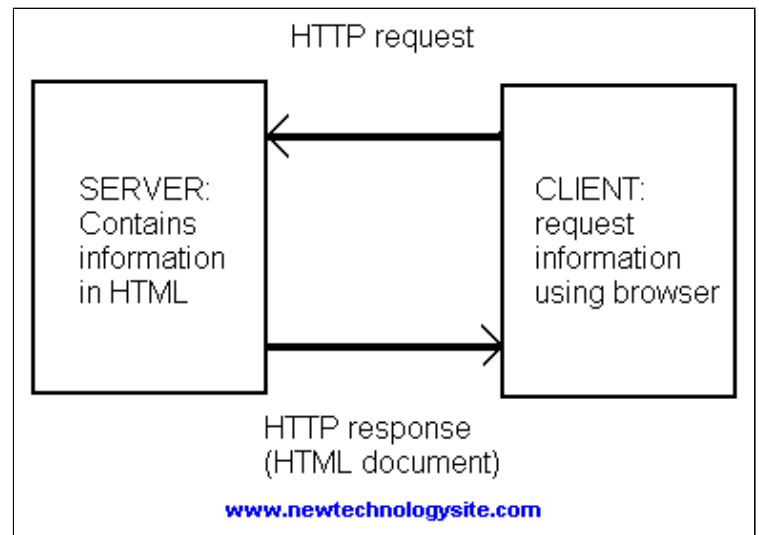 HTTP request
SERVER:
Contains
information
in HTML
CLIENT:
request
information
using browser
HTTP response
(HTML document)
www.newtechnologysite.com